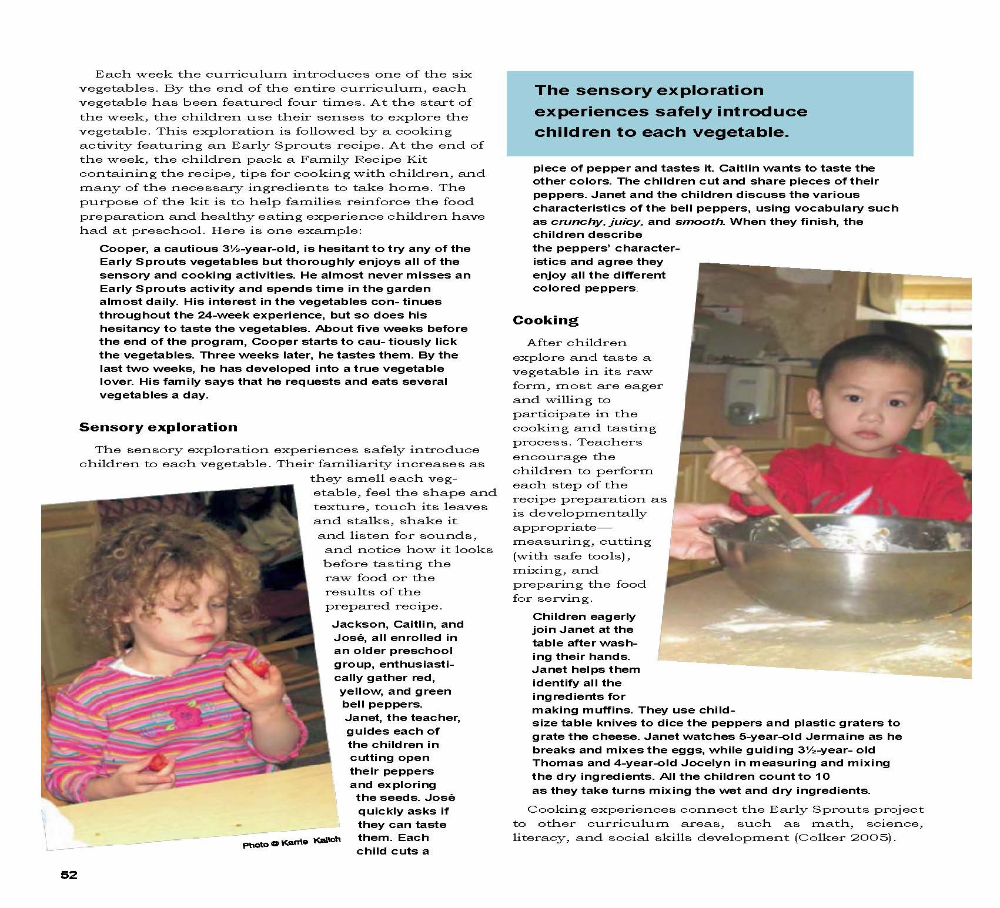 Each week the curriculum introduces one of the six
vegetables. By the end of the entire curriculum, each
vegetable has been featured four times. At the start of
the week, the children use their senses to explore the
vegetable. This exploration is followed by a cooking
activity featuring an Early Sprouts recipe. At the end of
the week, the children pack a Family Recipe Kit
containing the recipe, tips for cooking with children, and
many of the necessary ingredients to take home. The
purpose of the kit is to help families reinforce the food
preparation and healthy eating experience children have
had at preschool. Here is one example:
Cooper, a cautious 3½-year-old, is hesitant to try any of the
Early Sprouts vegetables but thoroughly enjoys all of the
sensory and cooking activities. He almost never misses an
Early Sprouts activity and spends time in the garden
almost daily. His interest in the vegetables con- tinues
throughout the 24-week experience, but so does his
hesitancy to taste the vegetables. About five weeks before
the end of the program, Cooper starts to cau- tiously lick
the vegetables. Three weeks later, he tastes them. By the
last two weeks, he has developed into a true vegetable
lover. His family says that he requests and eats several
vegetables a day.
Sensory exploration
The sensory exploration experiences safely introduce
children to each vegetable. Their familiarity increases as
they smell each veg-
etable, feel the shape and
texture, touch its leaves
and stalks, shake it
and listen for sounds,
and notice how it looks
before tasting the
raw food or the
results of the
prepared recipe.
Jackson, Caitlin, and
José, all enrolled in
an older preschool
group, enthusiasti-
cally gather red,
yellow, and green
bell peppers.
Janet, the teacher,
guides each of
the children in
cutting open
their peppers
and exploring
the seeds. José
quickly asks if
they can taste
them. Each
child cuts a
Photo © Karrie Kalich
52
The sensory exploration
experiences safely introduce
children to each vegetable.
piece of pepper and tastes it. Caitlin wants to taste the
other colors. The children cut and share pieces of their
peppers. Janet and the children discuss the various
characteristics of the bell peppers, using vocabulary such
as crunchy, juicy, and smooth. When they finish, the
children describe
the peppers’ character-
istics and agree they
enjoy all the different
colored peppers.
Cooking
After children
explore and taste a
vegetable in its raw
form, most are eager
and willing to
participate in the
cooking and tasting
process. Teachers
encourage the
children to perform
each step of the
recipe preparation as
is developmentally
appropriate—
measuring, cutting
(with safe tools),
mixing, and
preparing the food
for serving.
Children eagerly
join Janet at the
table after wash-
ing their hands.
Janet helps them
identify all the
ingredients for
making muffins. They use child-
size table knives to dice the peppers and plastic graters to
grate the cheese. Janet watches 5-year-old Jermaine as he
breaks and mixes the eggs, while guiding 3½-year- old
Thomas and 4-year-old Jocelyn in measuring and mixing
the dry ingredients. All the children count to 10
as they take turns mixing the wet and dry ingredients.
Cooking experiences connect the Early Sprouts project
to other curriculum areas, such as math, science,
literacy, and social skills development (Colker 2005).